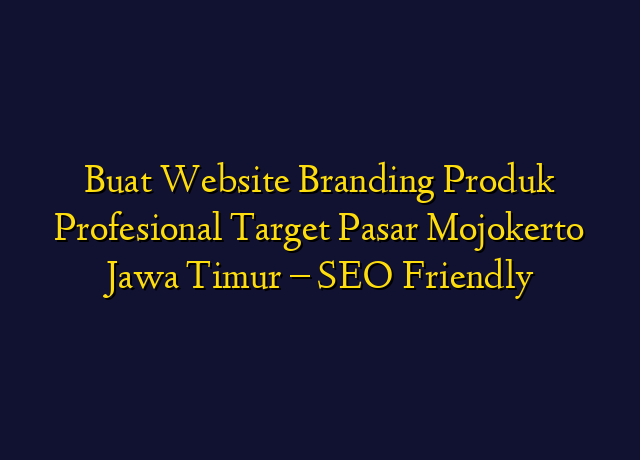 Buat Website Branding Produk
Profesional Target Pasar Mojokerto
Jawa Timur – SEO Friendly